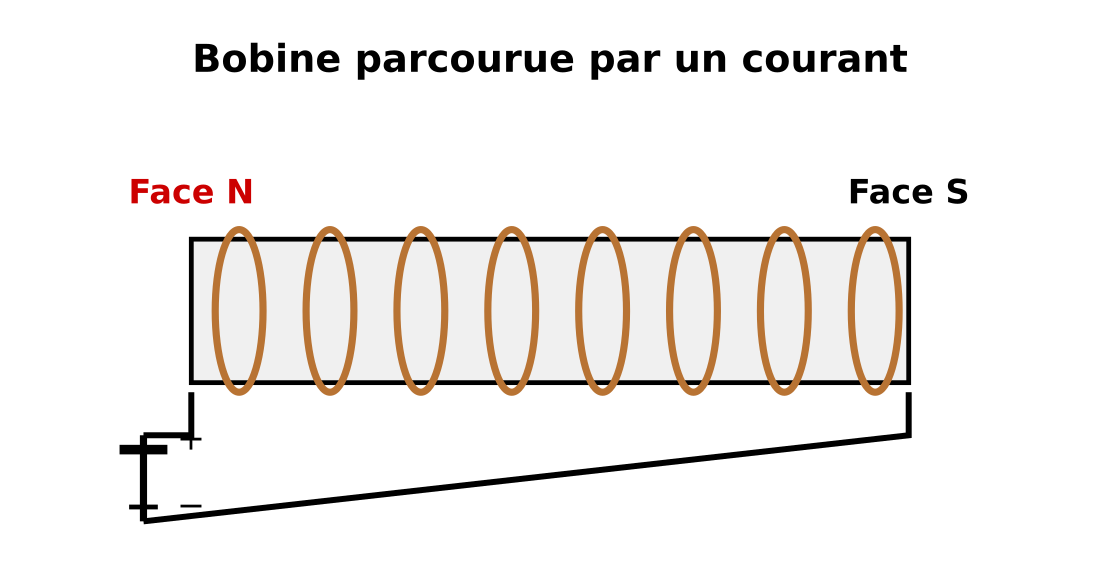 Bobine parcourue par un courant
Face N
Face S
+
−